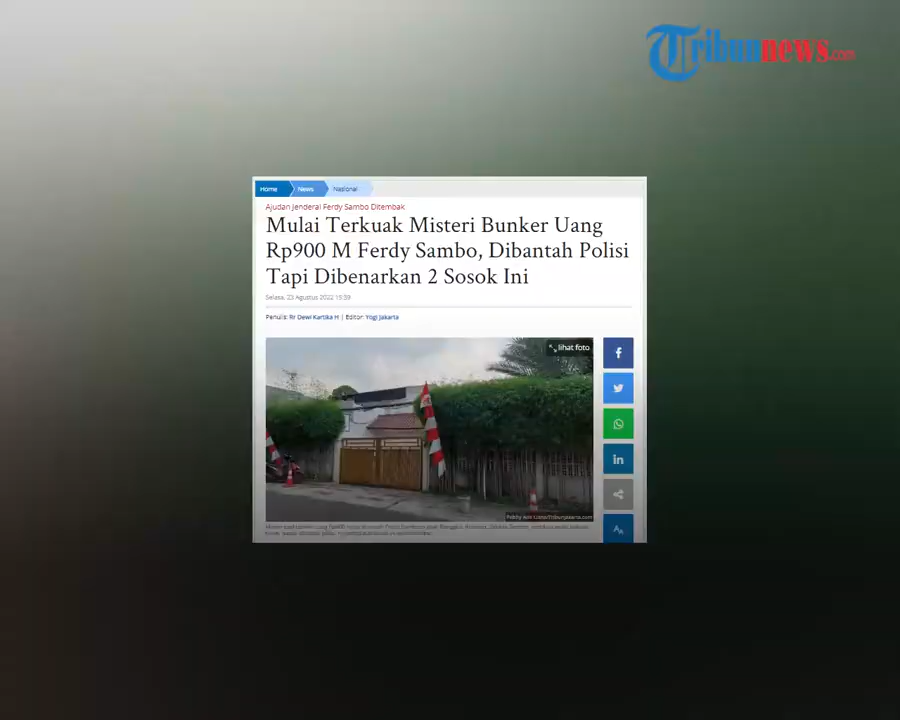 Tribunnews.com
Home News Nasional
Ajudan Jenderal Ferdy Sambo Ditembak
Mulai Terkuak Misteri Bunker Uang
Rp900 M Ferdy Sambo, Dibantah Polisi
Tapi Dibenarkan 2 Sosok Ini
Selasa, 23 Agustus 2022 19:39
Penulis: Rr Dewi Kartika H | Editor: Yogi Jakarta
lihat foto